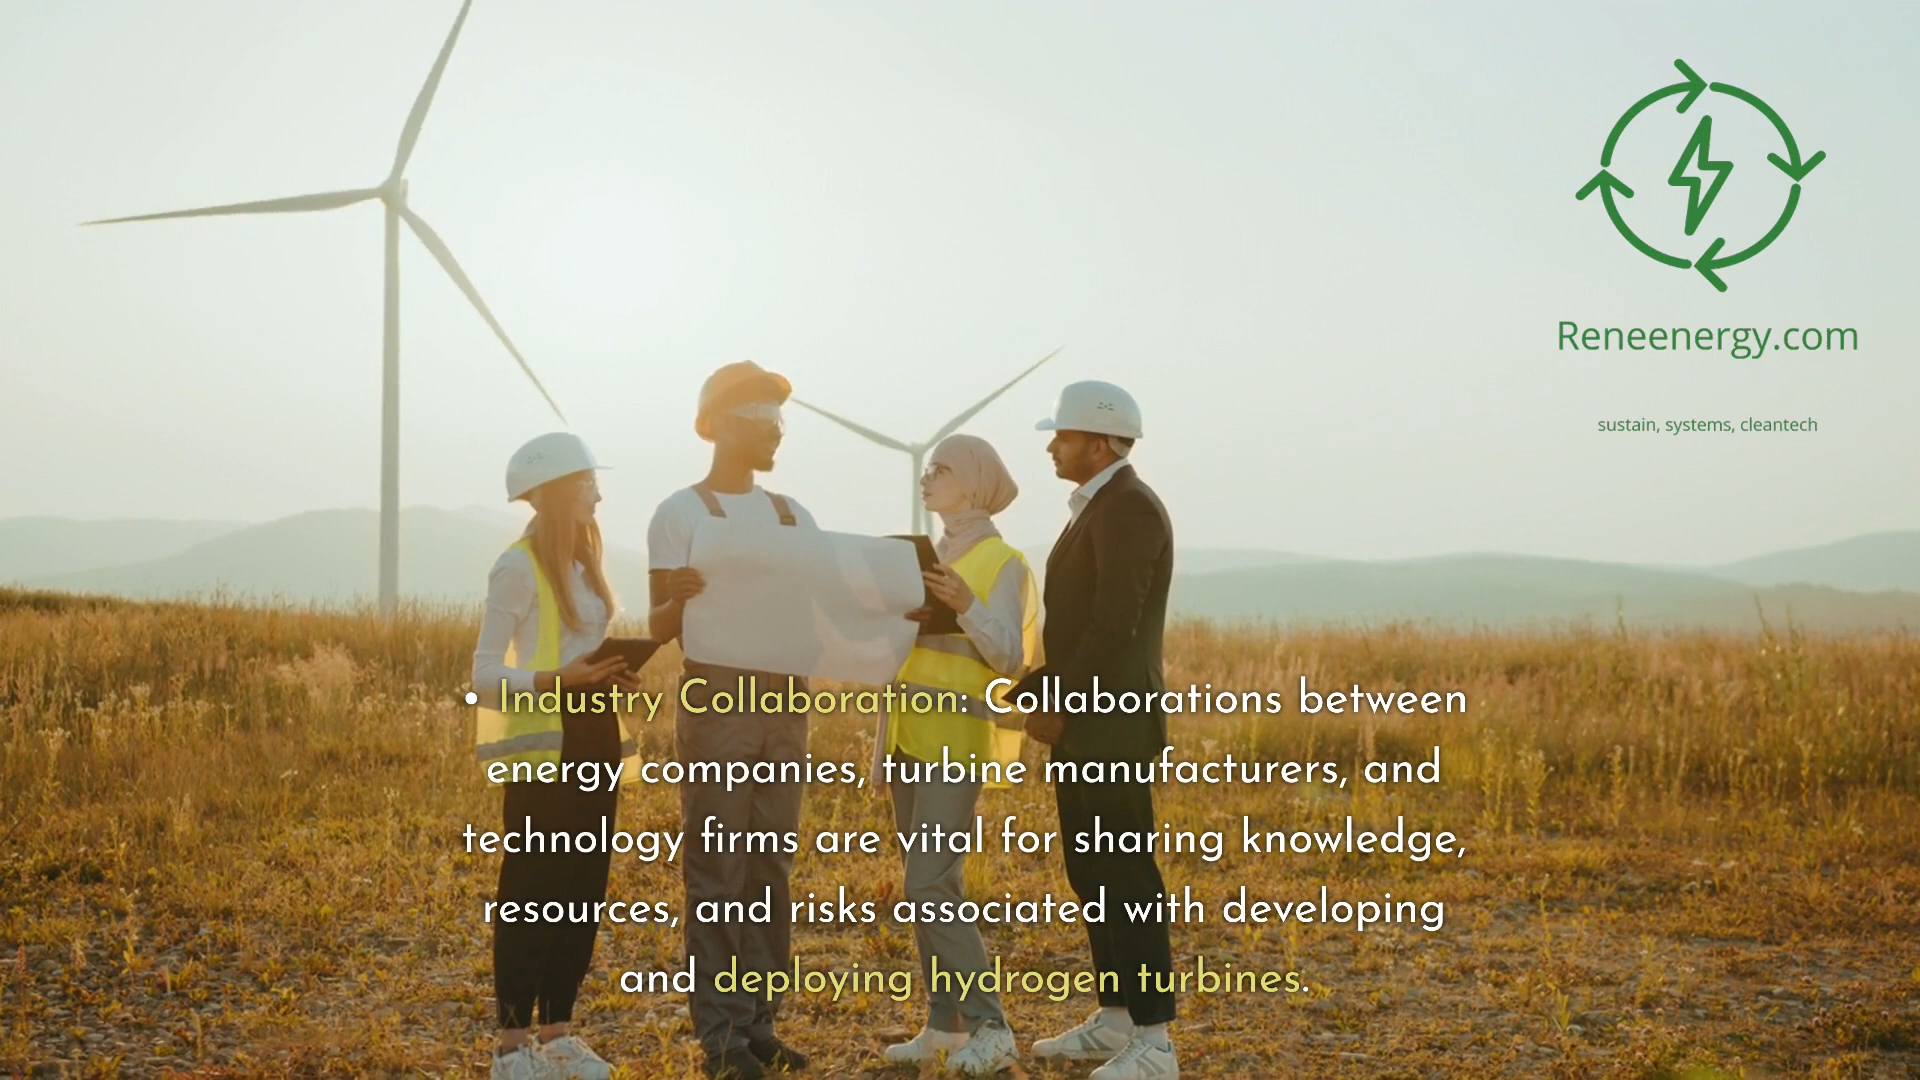 Reneenergy.com
sustain, systems, cleantech
• Industry Collaboration: Collaborations between
energy companies, turbine manufacturers, and
technology firms are vital for sharing knowledge,
resources, and risks associated with developing
and deploying hydrogen turbines.